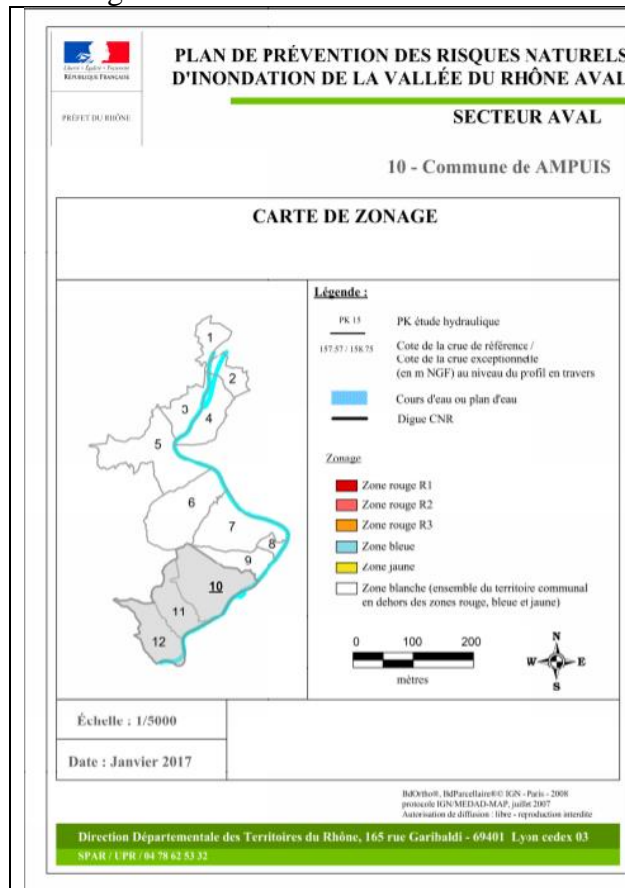 Liberté • Égalité • Fraternité
RÉPUBLIQUE FRANÇAISE
PRÉFET DU RHÔNE
PLAN DE PRÉVENTION DES RISQUES NATURELS
D'INONDATION DE LA VALLÉE DU RHÔNE AVAL
SECTEUR AVAL
10 - Commune de AMPUIS
CARTE DE ZONAGE
1
2
3
4
5
6
7
8
9
10
11
12
Légende :
PK 15 PK étude hydraulique
157.57 / 158.75 Cote de la crue de référence /
Cote de la crue exceptionnelle
(en m NGF) au niveau du profil en travers
Cours d'eau ou plan d'eau
Digue CNR
Zonage
Zone rouge R1
Zone rouge R2
Zone rouge R3
Zone bleue
Zone jaune
Zone blanche (ensemble du territoire communal
en dehors des zones rouge, bleue et jaune)
0 100 200
mètres
N
W E
S
Échelle : 1/5000
Date : Janvier 2017
BdOrtho®, BdParcellaire®© IGN - Paris - 2008
protocole IGN/MEDAD-MAP, juillet 2007
Autorisation de diffusion : libre - reproduction interdite
Direction Départementale des Territoires du Rhône, 165 rue Garibaldi - 69401 Lyon cedex 03
SPAR / UPR / 04 78 62 53 32